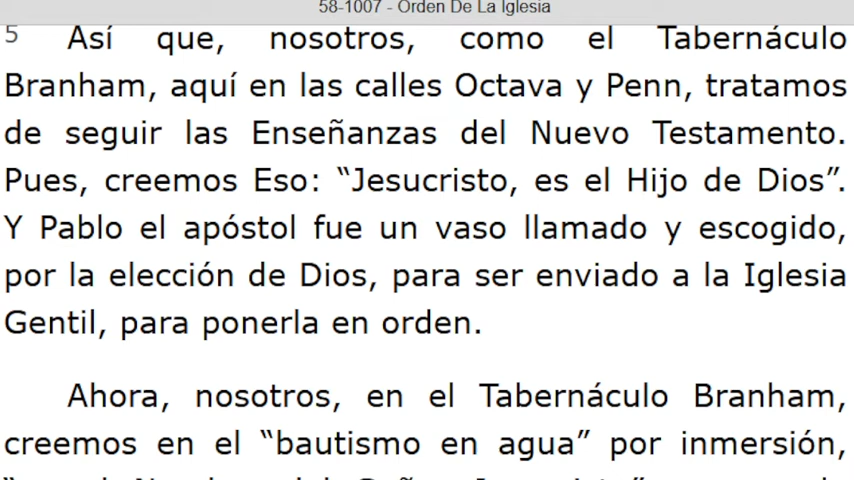 58-1007 - Orden De La Iglesia
5 Así que, nosotros, como el Tabernáculo
Branham, aquí en las calles Octava y Penn, tratamos
de seguir las Enseñanzas del Nuevo Testamento.
Pues, creemos Eso: “Jesucristo, es el Hijo de Dios”.
Y Pablo el apóstol fue un vaso llamado y escogido,
por la elección de Dios, para ser enviado a la Iglesia
Gentil, para ponerla en orden.
Ahora, nosotros, en el Tabernáculo Branham,
creemos en el “bautismo en agua” por inmersión,